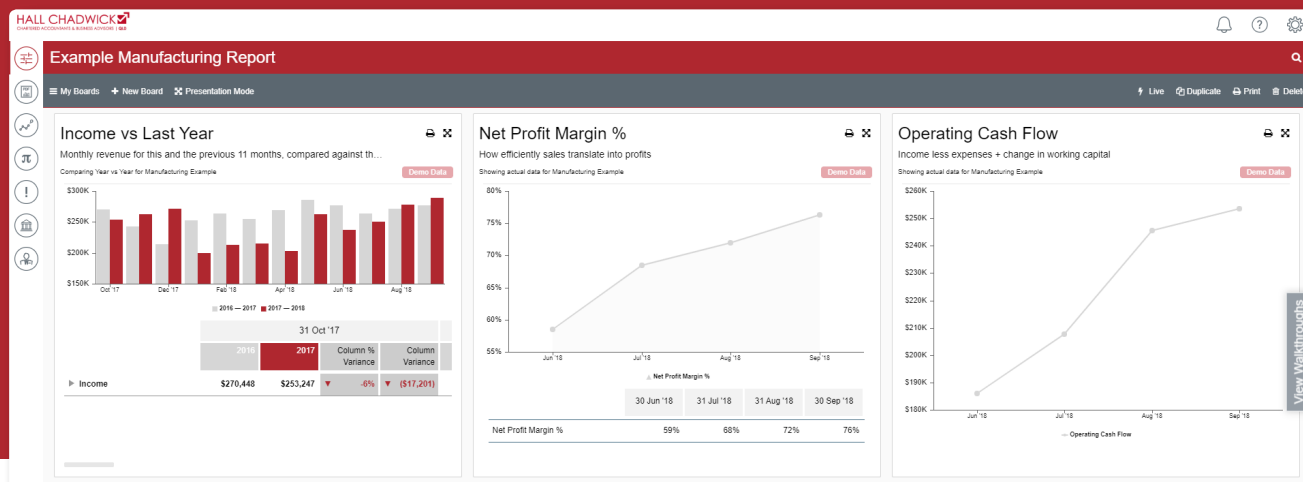 HALL CHADWICK
CHARTERED ACCOUNTANTS & BUSINESS ADVISORS | QLD
Example Manufacturing Report
My Boards + New Board Presentation Mode
Live Duplicate Print Delet
Income vs Last Year
Monthly revenue for this and the previous 11 months, compared against th…
Comparing Year vs Year for Manufacturing Example
Demo Data
$300K
$250K
$200K
$150K
Oct '17 Dec '17 Feb '18 Apr '18 Jun '18 Aug '18
2016 — 2017 2017 — 2018
31 Oct '17
2016 2017 Column % Variance Column Variance
Income $270,448 $253,247 ▼ -6% ▼ ($17,201)
Net Profit Margin %
How efficiently sales translate into profits
Showing actual data for Manufacturing Example
Demo Data
80%
75%
70%
65%
60%
55%
Jun '18 Jul '18 Aug '18 Sep '18
Net Profit Margin %
30 Jun '18 31 Jul '18 31 Aug '18 30 Sep '18
Net Profit Margin % 59% 68% 72% 76%
Operating Cash Flow
Income less expenses + change in working capital
Showing actual data for Manufacturing Example
Demo Data
$260K
$250K
$240K
$230K
$220K
$210K
$200K
$190K
$180K
Jun '18 Jul '18 Aug '18 Sep '18
Operating Cash Flow
View Walkthroughs